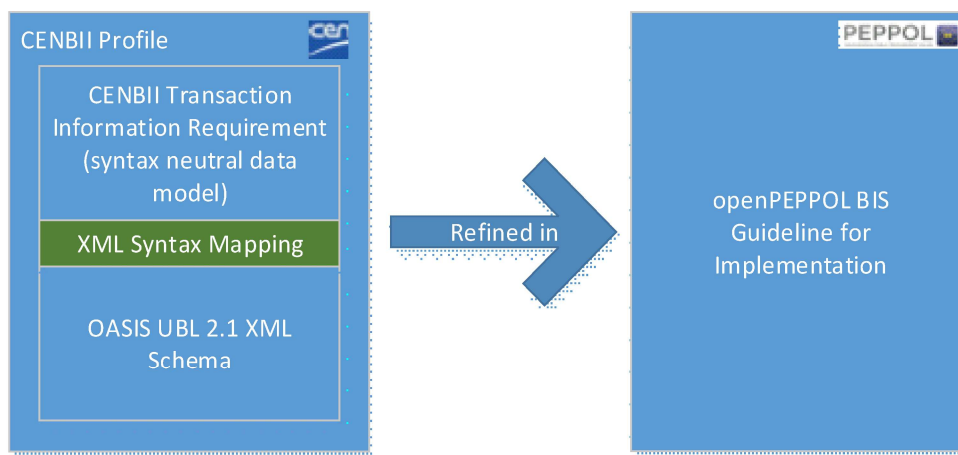 CENBII Profile
cen
CENBII Transaction
Information Requirement
(syntax neutral data
model)
XML Syntax Mapping
OASIS UBL 2.1 XML
Schema
Refined in
PEPPOL
openPEPPOL BIS
Guideline for
Implementation